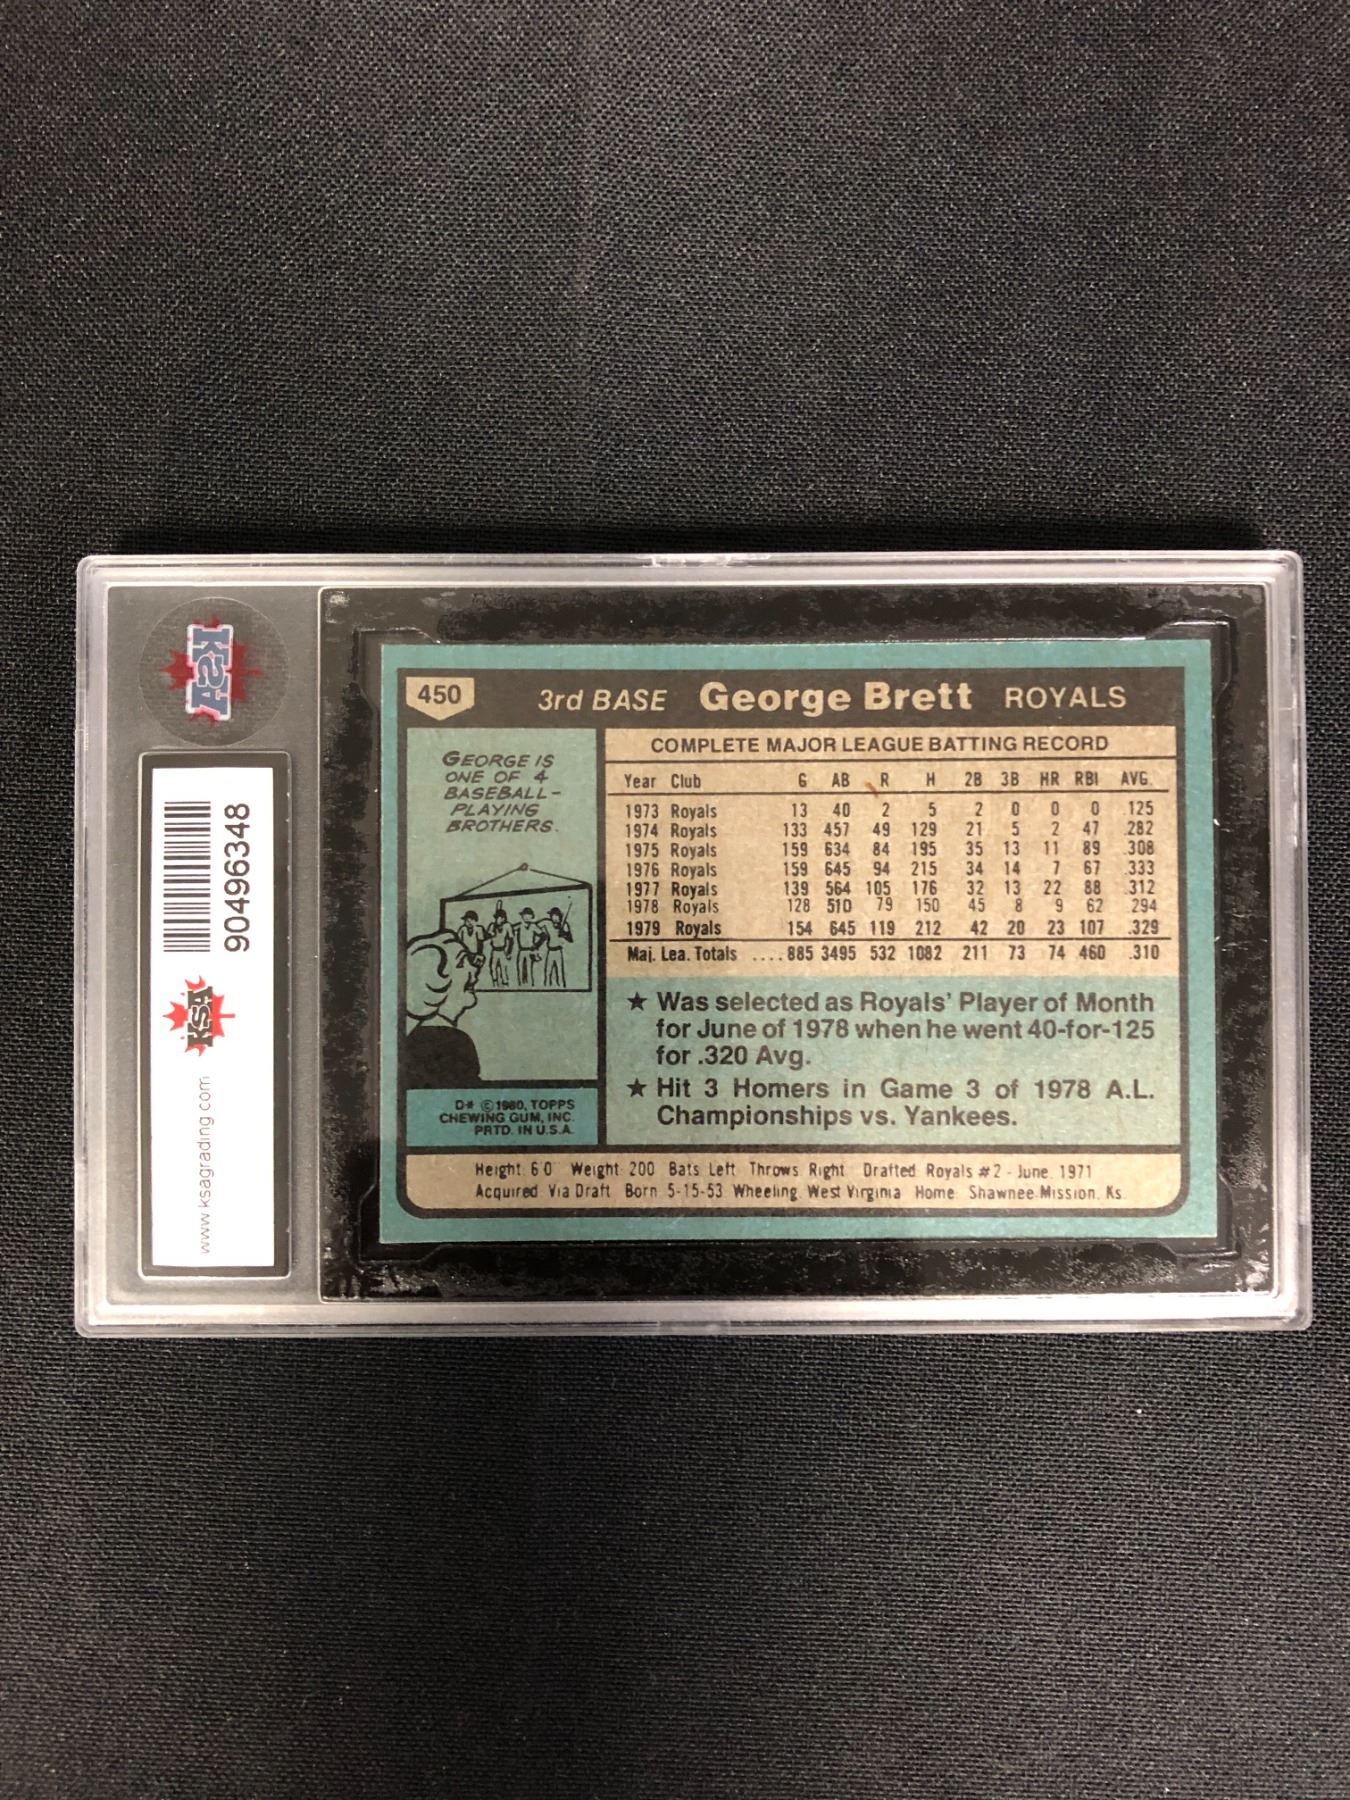 KSA
90496348
KSA
www.ksagrading.com
450 3rd BASE George Brett ROYALS
GEORGE IS
ONE OF 4
BASEBALL-
PLAYING
BROTHERS.
D* © 1980, TOPPS
CHEWING GUM, INC.
PRTD. IN U.S.A.
COMPLETE MAJOR LEAGUE BATTING RECORD
Year Club G AB R H 2B 3B HR RBI AVG.
1973 Royals 13 40 2 5 2 0 0 0 .125
1974 Royals 133 457 49 129 21 5 2 47 .282
1975 Royals 159 634 84 195 35 13 11 89 .308
1976 Royals 159 645 94 215 34 14 7 67 .333
1977 Royals 139 564 105 176 32 13 22 88 .312
1978 Royals 128 510 79 150 45 8 9 62 .294
1979 Royals 154 645 119 212 42 20 23 107 .329
Maj. Lea. Totals ....885 3495 532 1082 211 73 74 460 .310
★ Was selected as Royals' Player of Month
for June of 1978 when he went 40-for-125
for .320 Avg.
★ Hit 3 Homers in Game 3 of 1978 A.L.
Championships vs. Yankees.
Height 6 0 Weight 200 Bats Left Throws Right Drafted Royals #2 - June, 1971
Acquired Via Draft Born 5-15-53 Wheeling, West Virginia Home Shawnee Mission, Ks.